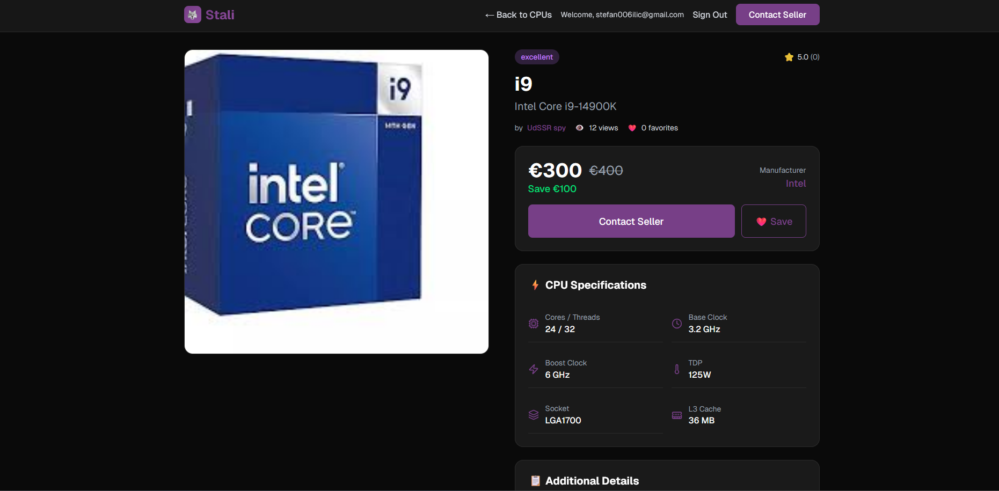 Stali
← Back to CPUs
Welcome, stefan006ilic@gmail.com
Sign Out
Contact Seller
i9
14TH GEN
intel
CORE™
excellent
5.0 (0)
i9
Intel Core i9-14900K
by UdSSR spy 12 views 0 favorites
€300 €400
Save €100
Manufacturer
Intel
Contact Seller
Save
CPU Specifications
Cores / Threads
24 / 32
Base Clock
3.2 GHz
Boost Clock
6 GHz
TDP
125W
Socket
LGA1700
L3 Cache
36 MB
Additional Details